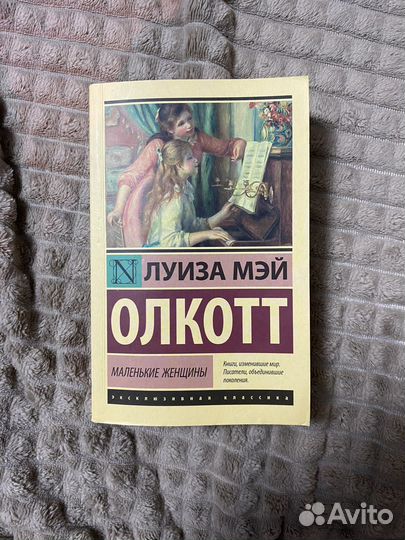 ЛУИЗА МЭЙ
ОЛКОТТ
МАЛЕНЬКИЕ ЖЕНЩИНЫ
Книги, изменившие мир.
Писатели, объединившие
поколения.
ЭКСКЛЮЗИВНАЯ КЛАССИКА
Avito